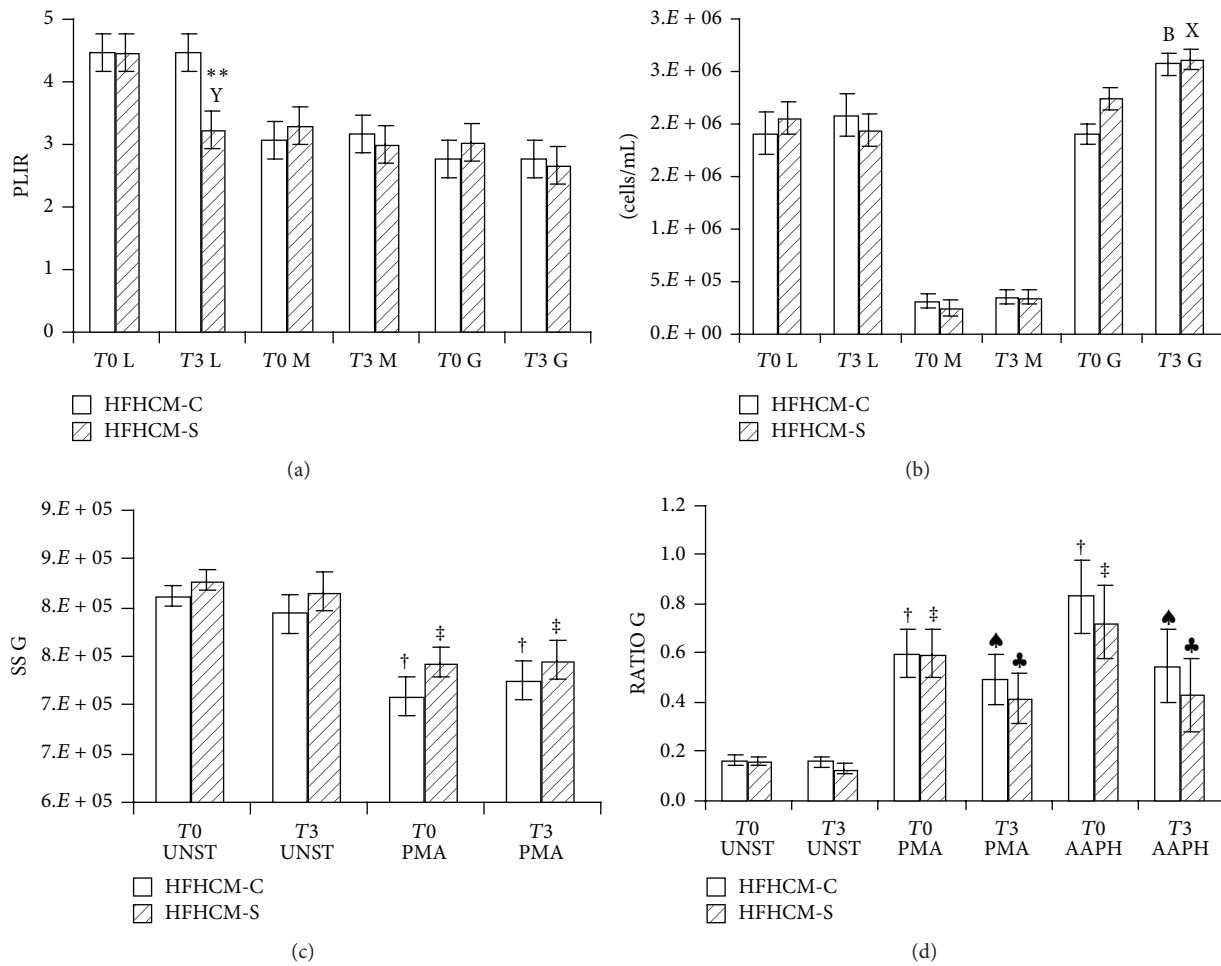 5
4
3
2
1
0
PLIR
**
Y
T0 L
T3 L
T0 M
T3 M
T0 G
T3 G
HFHCM-C
HFHCM-S
(a)
3.E + 06
3.E + 06
2.E + 06
2.E + 06
1.E + 06
5.E + 05
0.E + 00
(cells/mL)
B X
T0 L
T3 L
T0 M
T3 M
T0 G
T3 G
HFHCM-C
HFHCM-S
(b)
9.E + 05
9.E + 05
8.E + 05
8.E + 05
7.E + 05
7.E + 05
6.E + 05
SS G
† ‡ † ‡
T0 UNST
T3 UNST
T0 PMA
T3 PMA
HFHCM-C
HFHCM-S
(c)
1.2
1.0
0.8
0.6
0.4
0.2
0.0
RATIO G
† ‡ ♠ ♣ † ‡ ♠ ♣
T0 UNST
T3 UNST
T0 PMA
T3 PMA
T0 AAPH
T3 AAPH
HFHCM-C
HFHCM-S
(d)